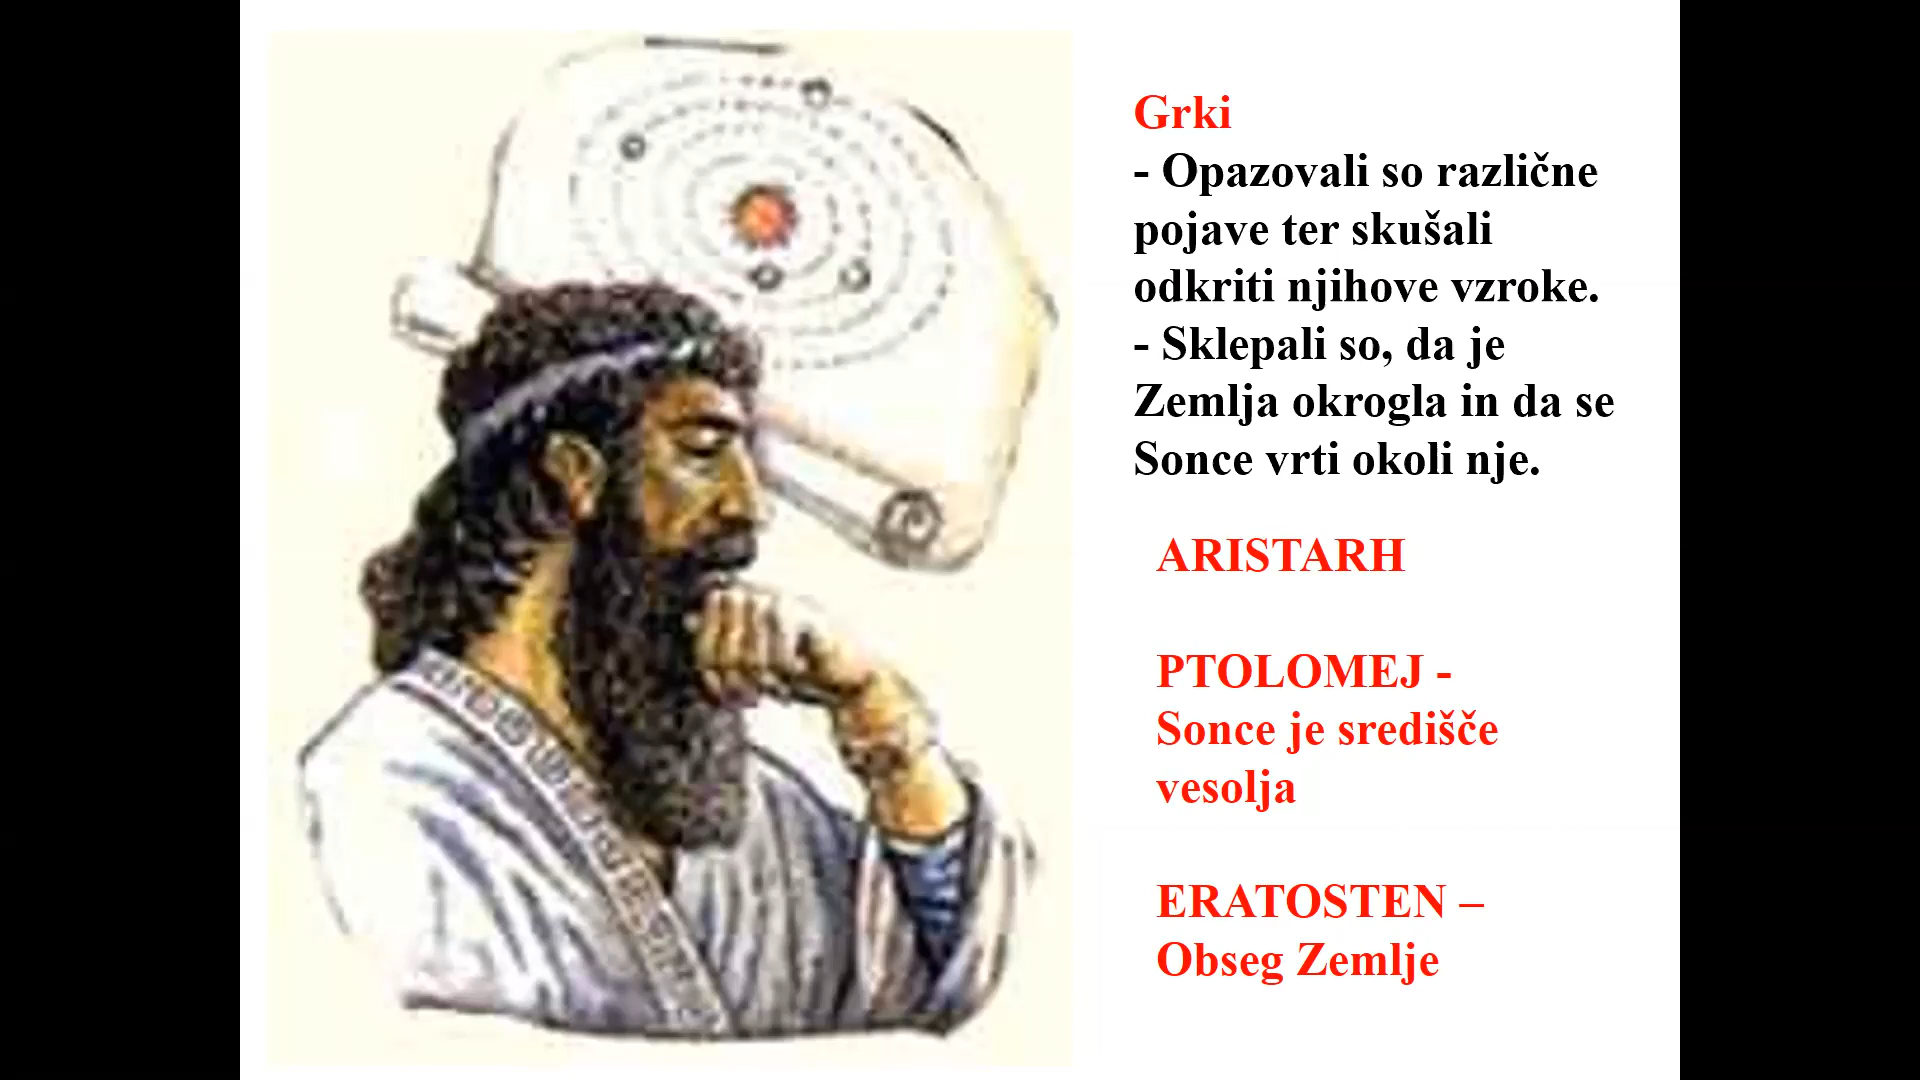 Grki
- Opazovali so različne
pojave ter skušali
odkriti njihove vzroke.
- Sklepali so, da je
Zemlja okrogla in da se
Sonce vrti okoli nje.
ARISTARH
PTOLOMEJ -
Sonce je središče
vesolja
ERATOSTEN –
Obseg Zemlje